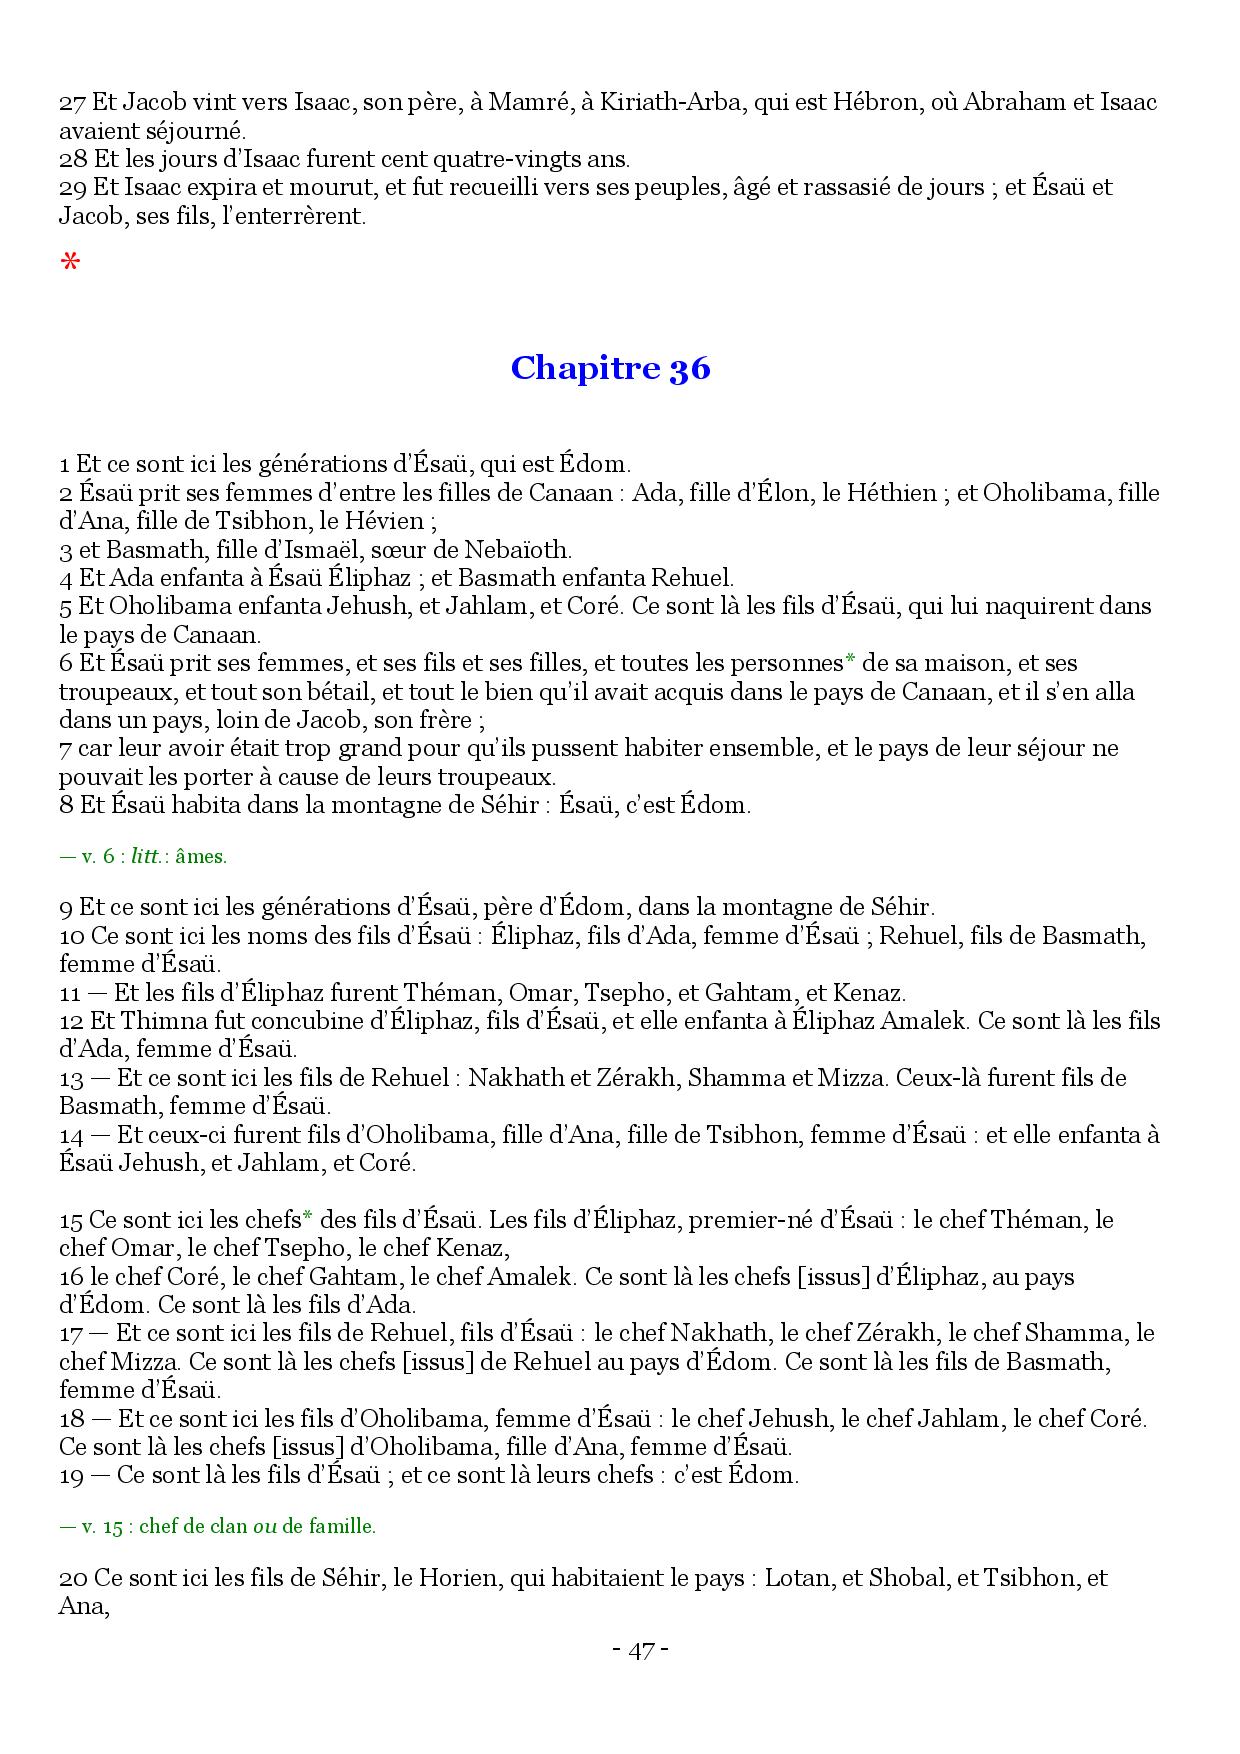 27 Et Jacob vint vers Isaac, son père, à Mamré, à Kiriath-Arba, qui est Hébron, où Abraham et Isaac
avaient séjourné.
28 Et les jours d’Isaac furent cent quatre-vingts ans.
29 Et Isaac expira et mourut, et fut recueilli vers ses peuples, âgé et rassasié de jours ; et Ésaü et
Jacob, ses fils, l’enterrèrent.
*
Chapitre 36
1 Et ce sont ici les générations d’Ésaü, qui est Édom.
2 Ésaü prit ses femmes d’entre les filles de Canaan : Ada, fille d’Élon, le Héthien ; et Oholibama, fille
d’Ana, fille de Tsibhon, le Hévien ;
3 et Basmath, fille d’Ismaël, sœur de Nebaïoth.
4 Et Ada enfanta à Ésaü Éliphaz ; et Basmath enfanta Rehuel.
5 Et Oholibama enfanta Jehush, et Jahlam, et Coré. Ce sont là les fils d’Ésaü, qui lui naquirent dans
le pays de Canaan.
6 Et Ésaü prit ses femmes, et ses fils et ses filles, et toutes les personnes* de sa maison, et ses
troupeaux, et tout son bétail, et tout le bien qu’il avait acquis dans le pays de Canaan, et il s’en alla
dans un pays, loin de Jacob, son frère ;
7 car leur avoir était trop grand pour qu’ils pussent habiter ensemble, et le pays de leur séjour ne
pouvait les porter à cause de leurs troupeaux.
8 Et Ésaü habita dans la montagne de Séhir : Ésaü, c’est Édom.
— v. 6 : litt.: âmes.
9 Et ce sont ici les générations d’Ésaü, père d’Édom, dans la montagne de Séhir.
10 Ce sont ici les noms des fils d’Ésaü : Éliphaz, fils d’Ada, femme d’Ésaü ; Rehuel, fils de Basmath,
femme d’Ésaü.
11 — Et les fils d’Éliphaz furent Théman, Omar, Tsepho, et Gahtam, et Kenaz.
12 Et Thimna fut concubine d’Éliphaz, fils d’Ésaü, et elle enfanta à Éliphaz Amalek. Ce sont là les fils
d’Ada, femme d’Ésaü.
13 — Et ce sont ici les fils de Rehuel : Nakhath et Zérakh, Shamma et Mizza. Ceux-là furent fils de
Basmath, femme d’Ésaü.
14 — Et ceux-ci furent fils d’Oholibama, fille d’Ana, fille de Tsibhon, femme d’Ésaü : et elle enfanta à
Ésaü Jehush, et Jahlam, et Coré.
15 Ce sont ici les chefs* des fils d’Ésaü. Les fils d’Éliphaz, premier-né d’Ésaü : le chef Théman, le
chef Omar, le chef Tsepho, le chef Kenaz,
16 le chef Coré, le chef Gahtam, le chef Amalek. Ce sont là les chefs [issus] d’Éliphaz, au pays
d’Édom. Ce sont là les fils d’Ada.
17 — Et ce sont ici les fils de Rehuel, fils d’Ésaü : le chef Nakhath, le chef Zérakh, le chef Shamma, le
chef Mizza. Ce sont là les chefs [issus] de Rehuel au pays d’Édom. Ce sont là les fils de Basmath,
femme d’Ésaü.
18 — Et ce sont ici les fils d’Oholibama, femme d’Ésaü : le chef Jehush, le chef Jahlam, le chef Coré.
Ce sont là les chefs [issus] d’Oholibama, fille d’Ana, femme d’Ésaü.
19 — Ce sont là les fils d’Ésaü ; et ce sont là leurs chefs : c’est Édom.
— v. 15 : chef de clan ou de famille.
20 Ce sont ici les fils de Séhir, le Horien, qui habitaient le pays : Lotan, et Shobal, et Tsibhon, et
Ana,
- 47 -